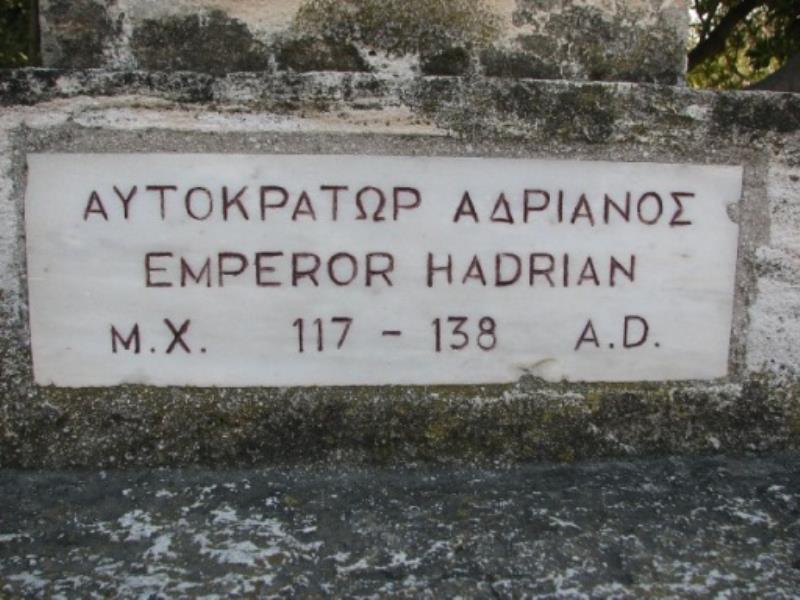 ΑΥΤΟΚΡΑΤΩΡ ΑΔΡΙΑΝΟΣ
EMPEROR HADRIAN
Μ.Χ. 117 - 138 A.D.